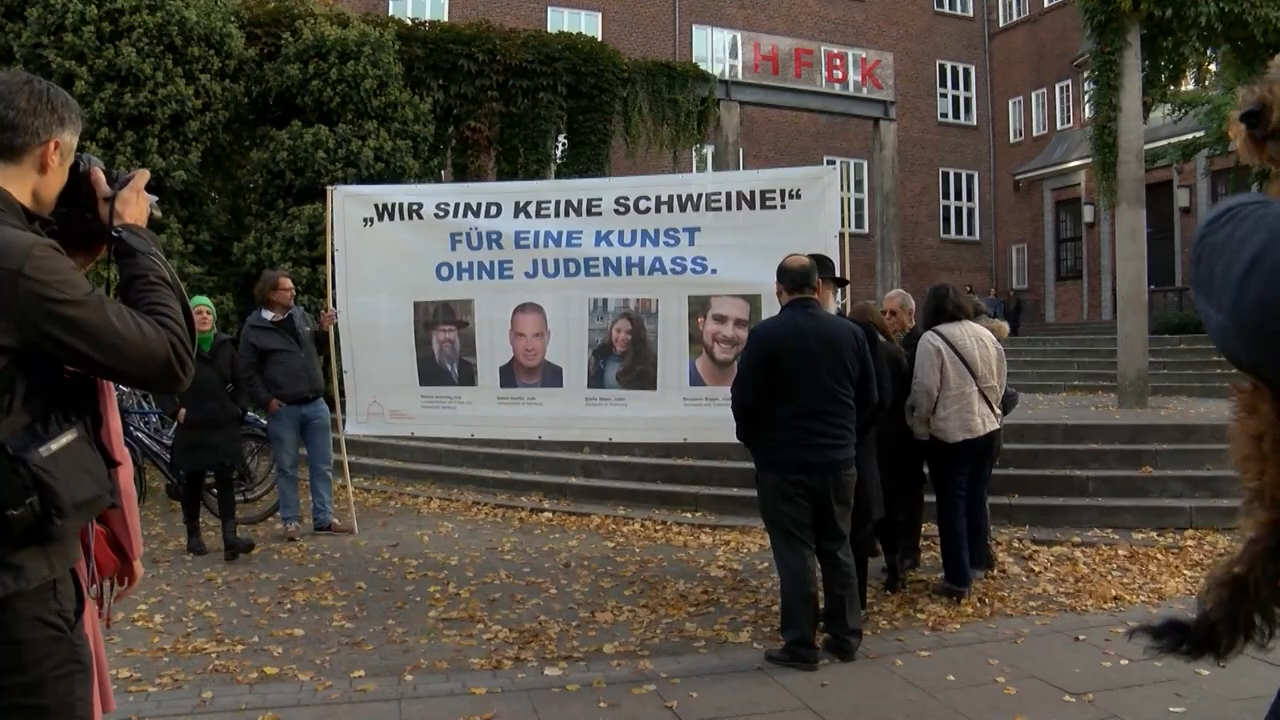 HFBK
„WIR SIND KEINE SCHWEINE!“
FÜR EINE KUNST
OHNE JUDENHASS.